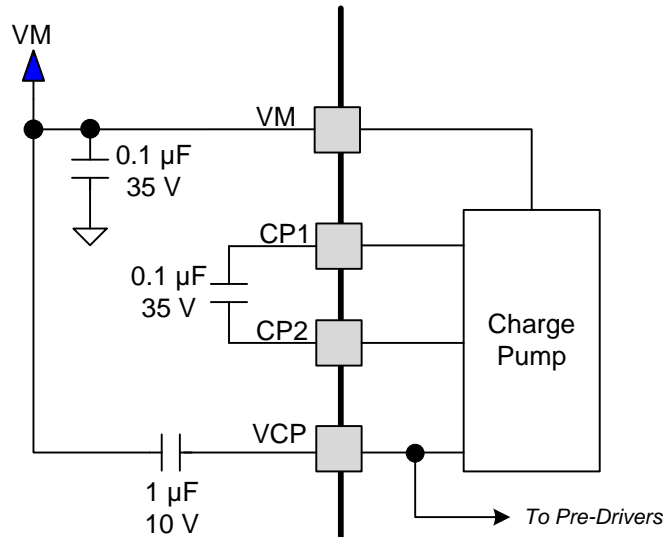 VM
VM
0.1 µF
35 V
CP1
0.1 µF
35 V
CP2
Charge
Pump
VCP
1 µF
10 V
To Pre-Drivers